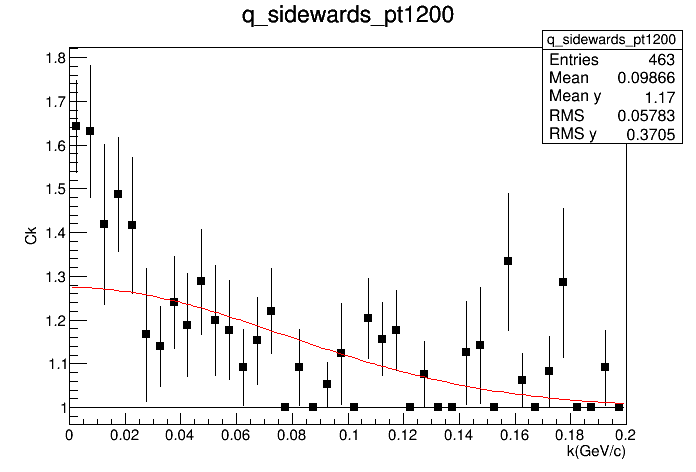 q_sidewards_pt1200
q_sidewards_pt1200
Entries 463
Mean 0.09866
Mean y 1.17
RMS 0.05783
RMS y 0.3705
Ck
1.8
1.7
1.6
1.5
1.4
1.3
1.2
1.1
1
0 0.02 0.04 0.06 0.08 0.1 0.12 0.14 0.16 0.18 0.2
k(GeV/c)